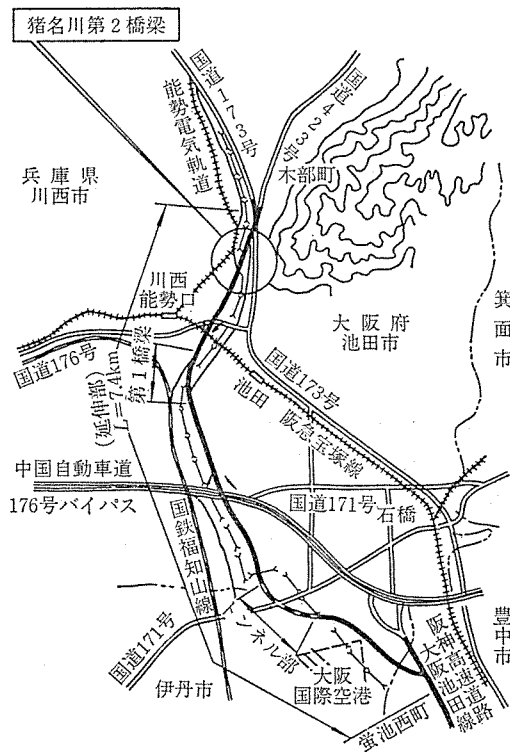 猪名川第2橋梁
国道173号
国道423号
能勢電気軌道
木部町
兵庫県
川西市
川西
能勢口
大阪府
池田市
箕面市
国道176号
(延伸部)
L=7.4km
第1橋梁
国道173号
池田
阪急宝塚線
中国自動車道
176号バイパス
国道171号
石橋
国鉄福知山線
豊中市
国道171号
トンネル部
大阪
国際空港
伊丹市
阪神高速道路
大阪池田線
蛍池西町